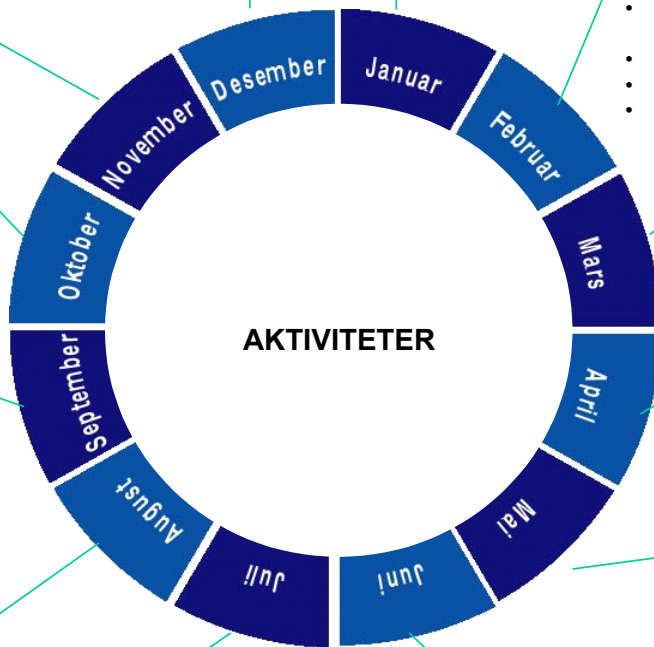 Januar
Februar
Mars
April
Mai
Juni
Juli
August
September
Oktober
November
Desember
AKTIVITETER